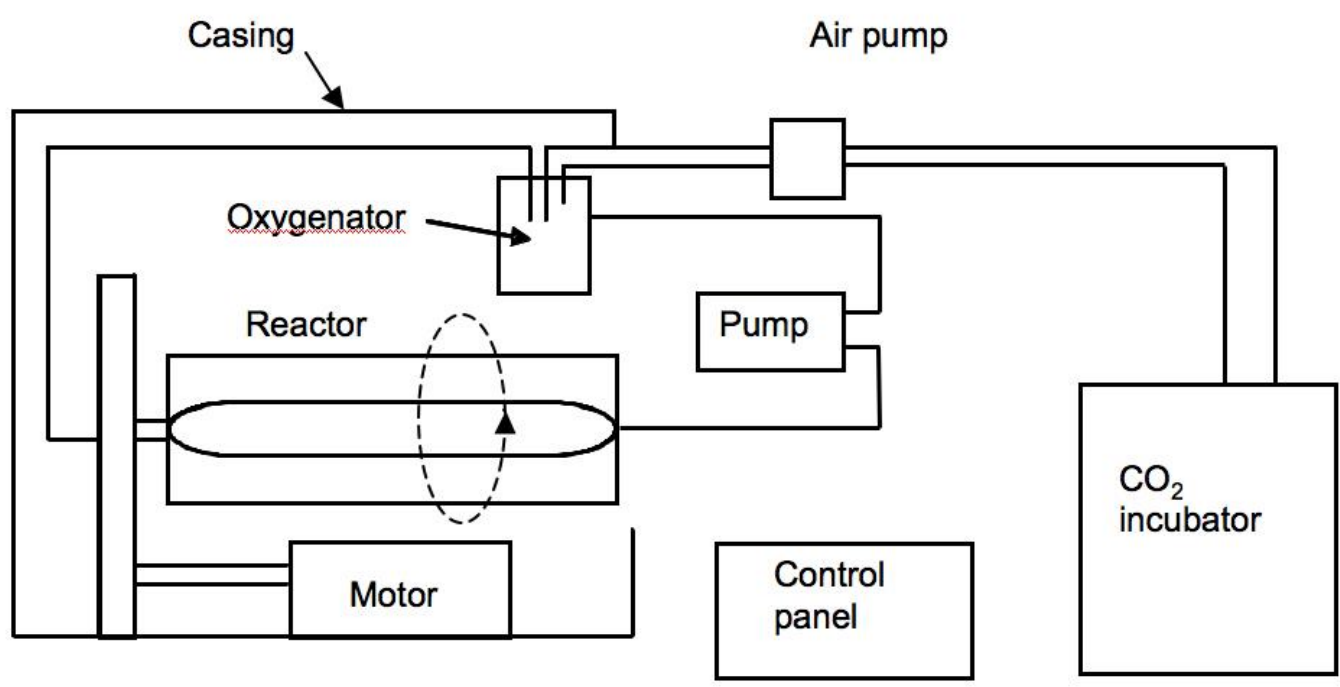 Casing
Air pump
Oxygenator
Reactor
Pump
CO₂
incubator
Control
panel
Motor